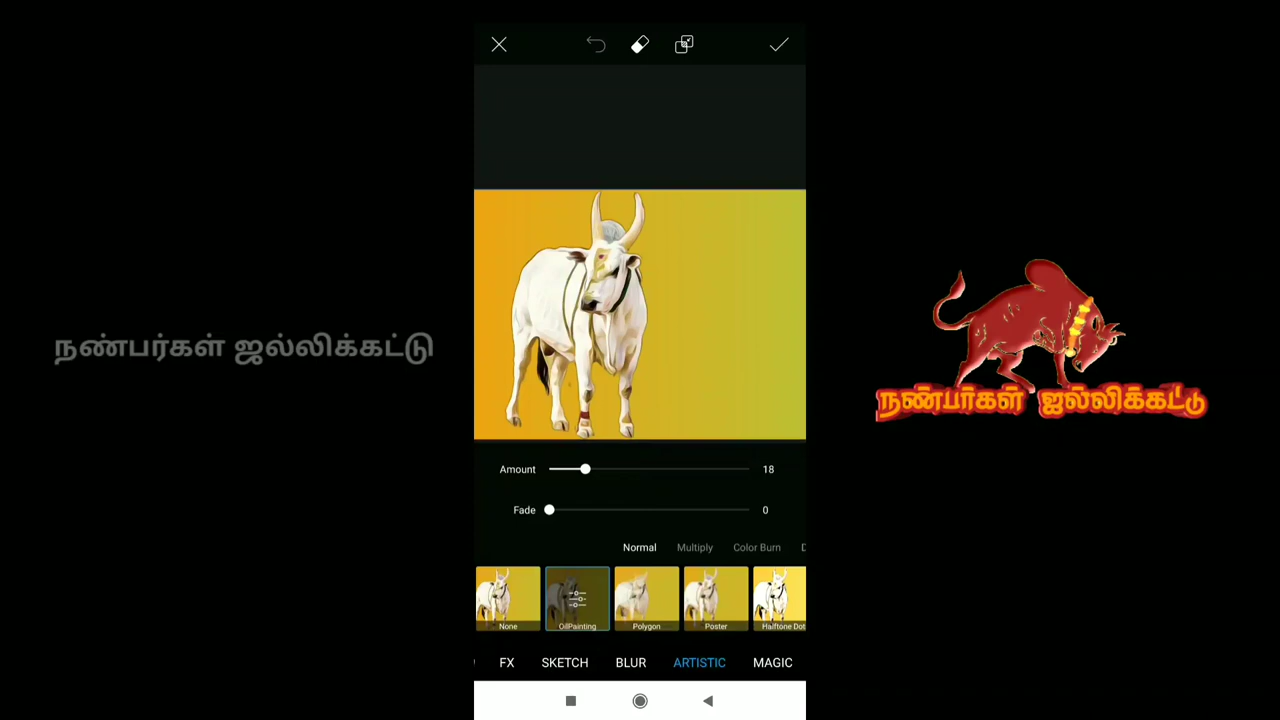 நண்பர்கள் ஜல்லிக்கட்டு
நண்பர்கள் ஜல்லிக்கட்டு
Amount 18
Fade 0
Normal Multiply Color Burn D
None OilPainting Polygon Poster Halftone Dot
FX SKETCH BLUR ARTISTIC MAGIC